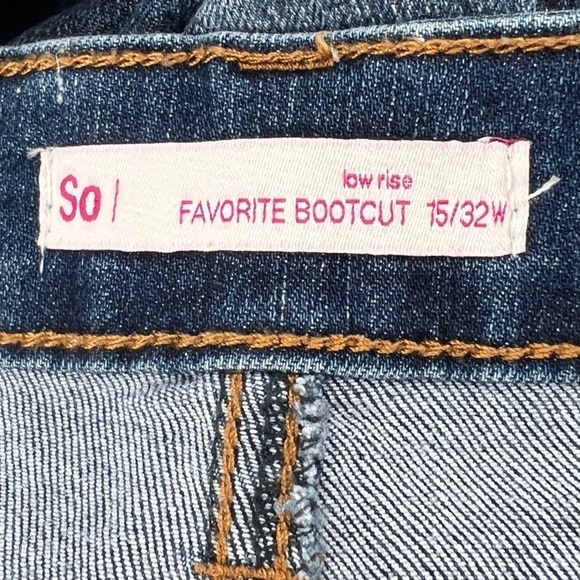 low rise
So/ FAVORITE BOOTCUT 15/32W